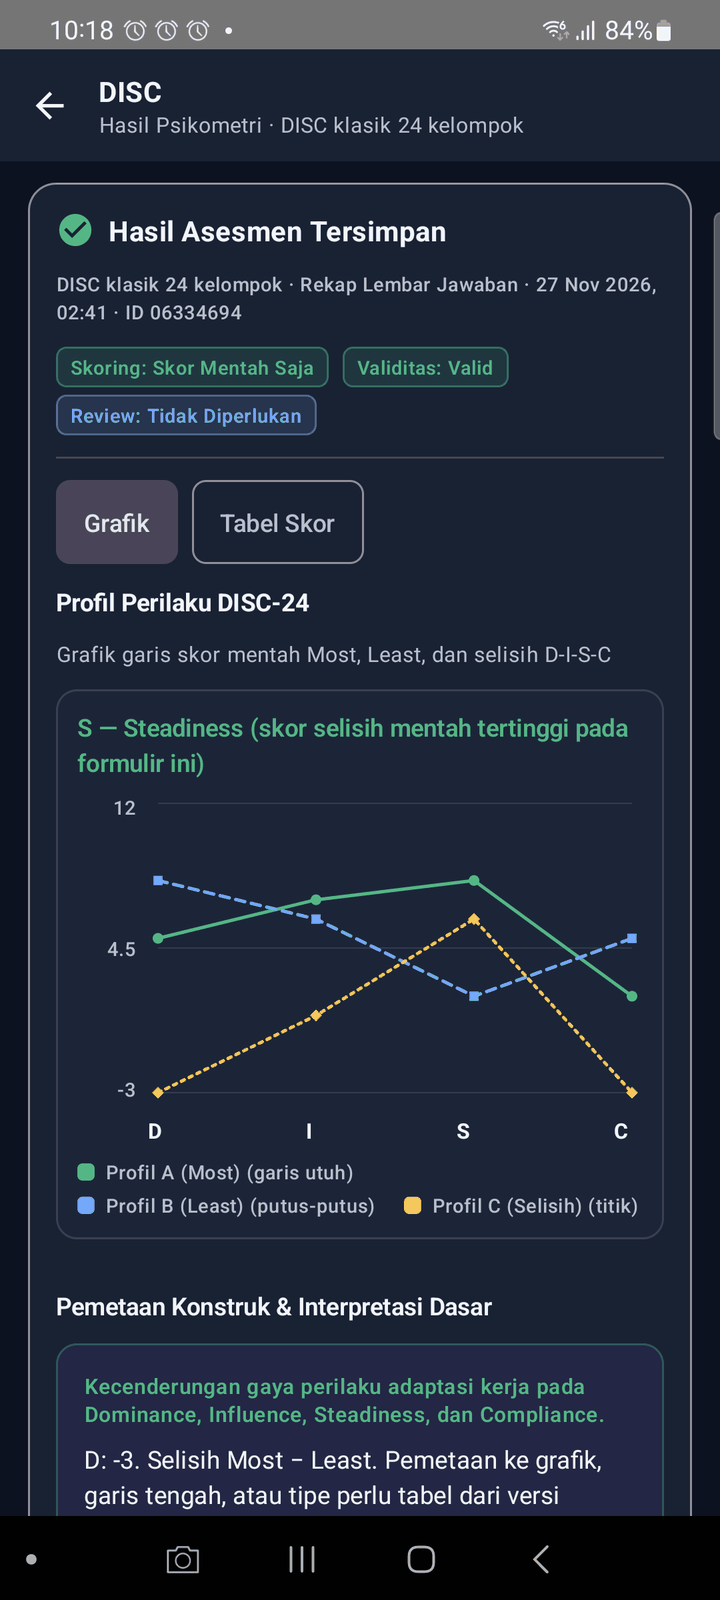 10:18
84%
DISC
Hasil Psikometri · DISC klasik 24 kelompok
Hasil Asesmen Tersimpan
DISC klasik 24 kelompok · Rekap Lembar Jawaban · 27 Nov 2026,
02:41 · ID 06334694
Skoring: Skor Mentah Saja
Validitas: Valid
Review: Tidak Diperlukan
Grafik
Tabel Skor
Profil Perilaku DISC-24
Grafik garis skor mentah Most, Least, dan selisih D-I-S-C
S — Steadiness (skor selisih mentah tertinggi pada
formulir ini)
12
4.5
-3
D I S C
Profil A (Most) (garis utuh)
Profil B (Least) (putus-putus)
Profil C (Selisih) (titik)
Pemetaan Konstruk & Interpretasi Dasar
Kecenderungan gaya perilaku adaptasi kerja pada
Dominance, Influence, Steadiness, dan Compliance.
D: -3. Selisih Most − Least. Pemetaan ke grafik,
garis tengah, atau tipe perlu tabel dari versi